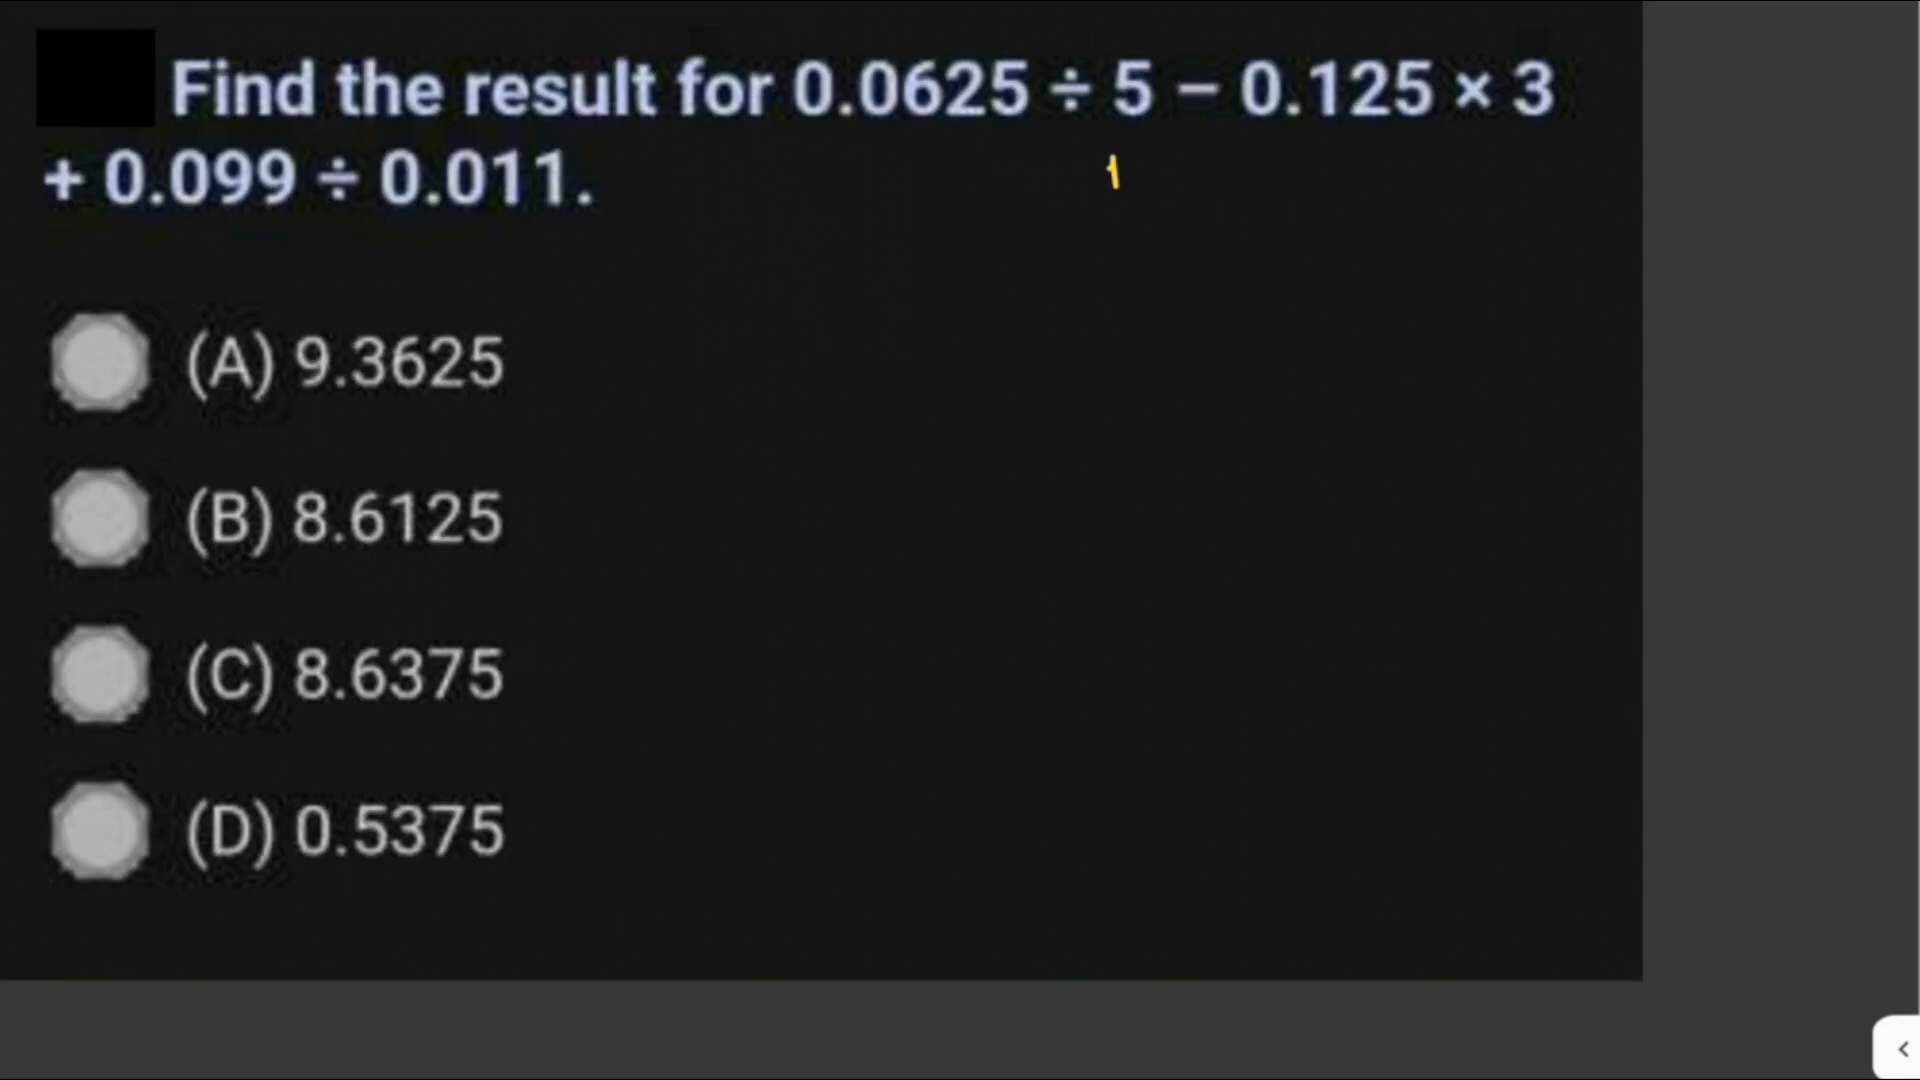 Find the result for 0.0625 ÷ 5 – 0.125 × 3
+ 0.099 ÷ 0.011.
(A) 9.3625
(B) 8.6125
(C) 8.6375
(D) 0.5375